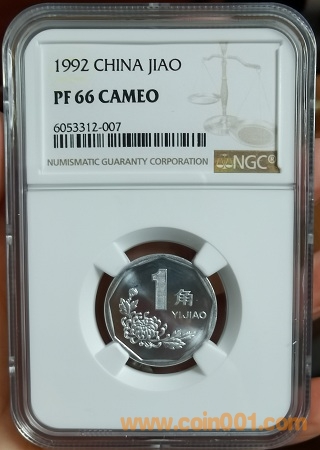 1992 CHINA JIAO
PF 66 CAMEO
6053312-007
NUMISMATIC GUARANTY CORPORATION
NGC®
1 角
YIJIAO
www.coin001.com